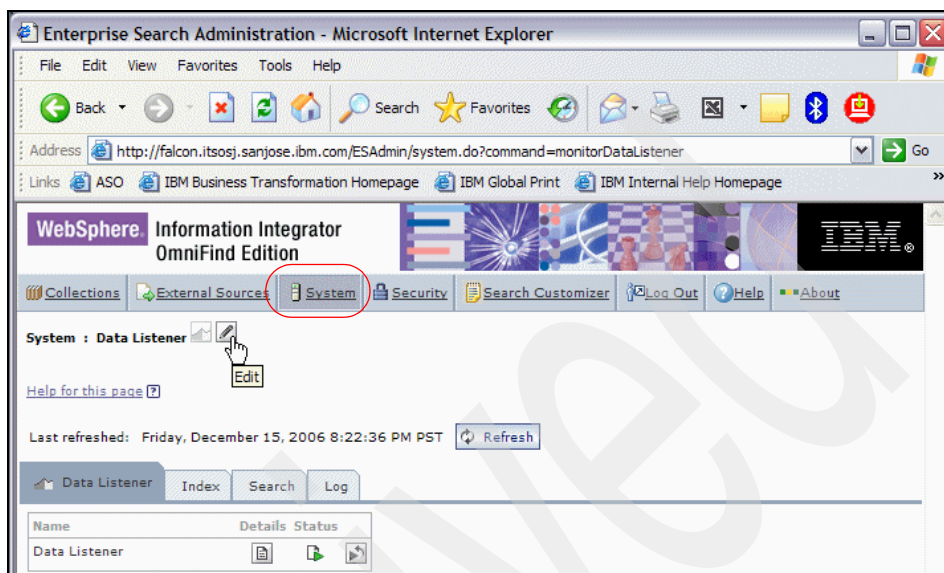 Enterprise Search Administration - Microsoft Internet Explorer
File Edit View Favorites Tools Help
Back Search Favorites
Address http://falcon.itsosj.sanjose.ibm.com/ESAdmin/system.do?command=monitorDataListener Go
Links ASO IBM Business Transformation Homepage IBM Global Print IBM Internal Help Homepage »
WebSphere. Information Integrator
OmniFind Edition
IBM®
Collections External Sources System Security Search Customizer Log Out Help About
System : Data Listener
Edit
Help for this page ?
Last refreshed: Friday, December 15, 2006 8:22:36 PM PST Refresh
Data Listener Index Search Log
Name Details Status
Data Listener